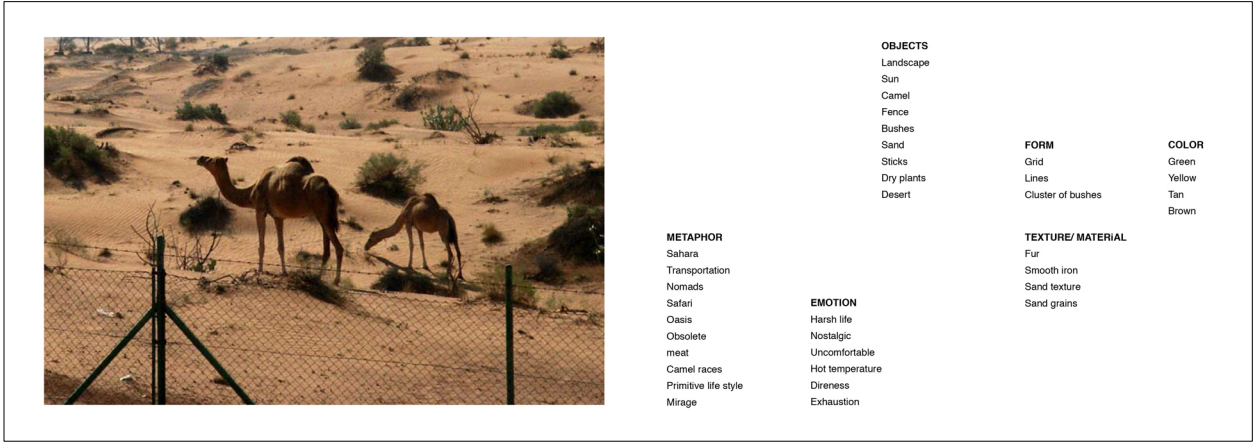 OBJECTS
Landscape
Sun
Camel
Fence
Bushes
Sand
Sticks
Dry plants
Desert
FORM
Grid
Lines
Cluster of bushes
COLOR
Green
Yellow
Tan
Brown
METAPHOR
Sahara
Transportation
Nomads
Safari
Oasis
Obsolete
meat
Camel races
Primitive life style
Mirage
EMOTION
Harsh life
Nostalgic
Uncomfortable
Hot temperature
Direness
Exhaustion
TEXTURE/ MATERiAL
Fur
Smooth iron
Sand texture
Sand grains